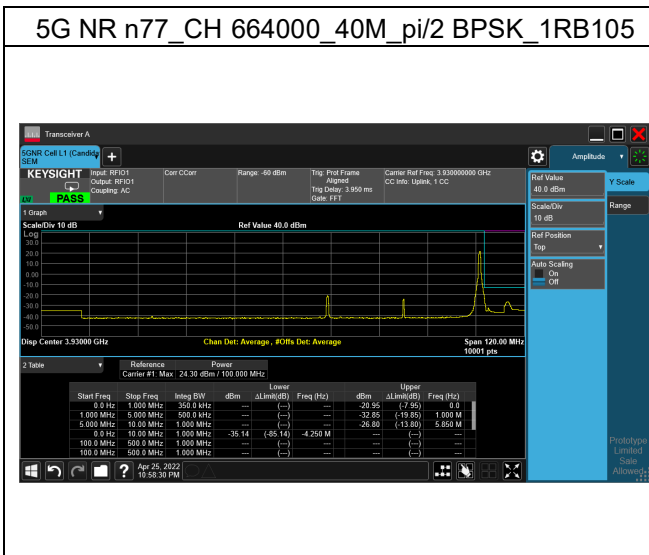 5G NR n77_CH 664000_40M_pi/2 BPSK_1RB105
Transceiver A
5GNR Cell L1 (Candida
SEM
Amplitude
KEYSIGHT Input: RFIO1 Corr CCorr Range: -60 dBm Trig: Prot Frame Carrier Ref Freq: 3.930000000 GHz
Output: RFIO1 Aligned CC Info: Uplink, 1 CC
Coupling: AC Trig Delay: 3.950 ms
PASS Gate: FFT
Ref Value
40.0 dBm
Y Scale
Scale/Div
10 dB
Range
Ref Position
Top
Auto Scaling
On
Off
1 Graph
Scale/Div 10 dB Ref Value 40.0 dBm
Log
30.0
20.0
10.0
0.00
-10.0
-20.0
-30.0
-40.0
-50.0
Disp Center 3.93000 GHz Chan Det: Average , #Offs Det: Average Span 120.00 MHz
10001 pts
2 Table
Reference Power
Carrier #1: Max 24.30 dBm / 100.000 MHz
Lower Upper
Start Freq Stop Freq Integ BW dBm ΔLimit(dB) Freq (Hz) dBm ΔLimit(dB) Freq (Hz)
0.0 Hz 1.000 MHz 350.0 kHz --- (---) --- -20.95 (-7.95) 0.0
1.000 MHz 5.000 MHz 500.0 kHz --- (---) --- -32.85 (-19.85) 1.000 M
5.000 MHz 10.00 MHz 1.000 MHz --- (---) --- -26.80 (-13.80) 5.850 M
0.0 Hz 10.00 MHz 1.000 MHz -35.14 (-85.14) -4.250 M --- (---) ---
100.0 MHz 500.0 MHz 1.000 MHz --- (---) --- --- (---) ---
100.0 MHz 500.0 MHz 1.000 MHz --- (---) --- --- (---) ---
Prototype
Limited
Sale
Allowed
? Apr 25, 2022
10:58:30 PM